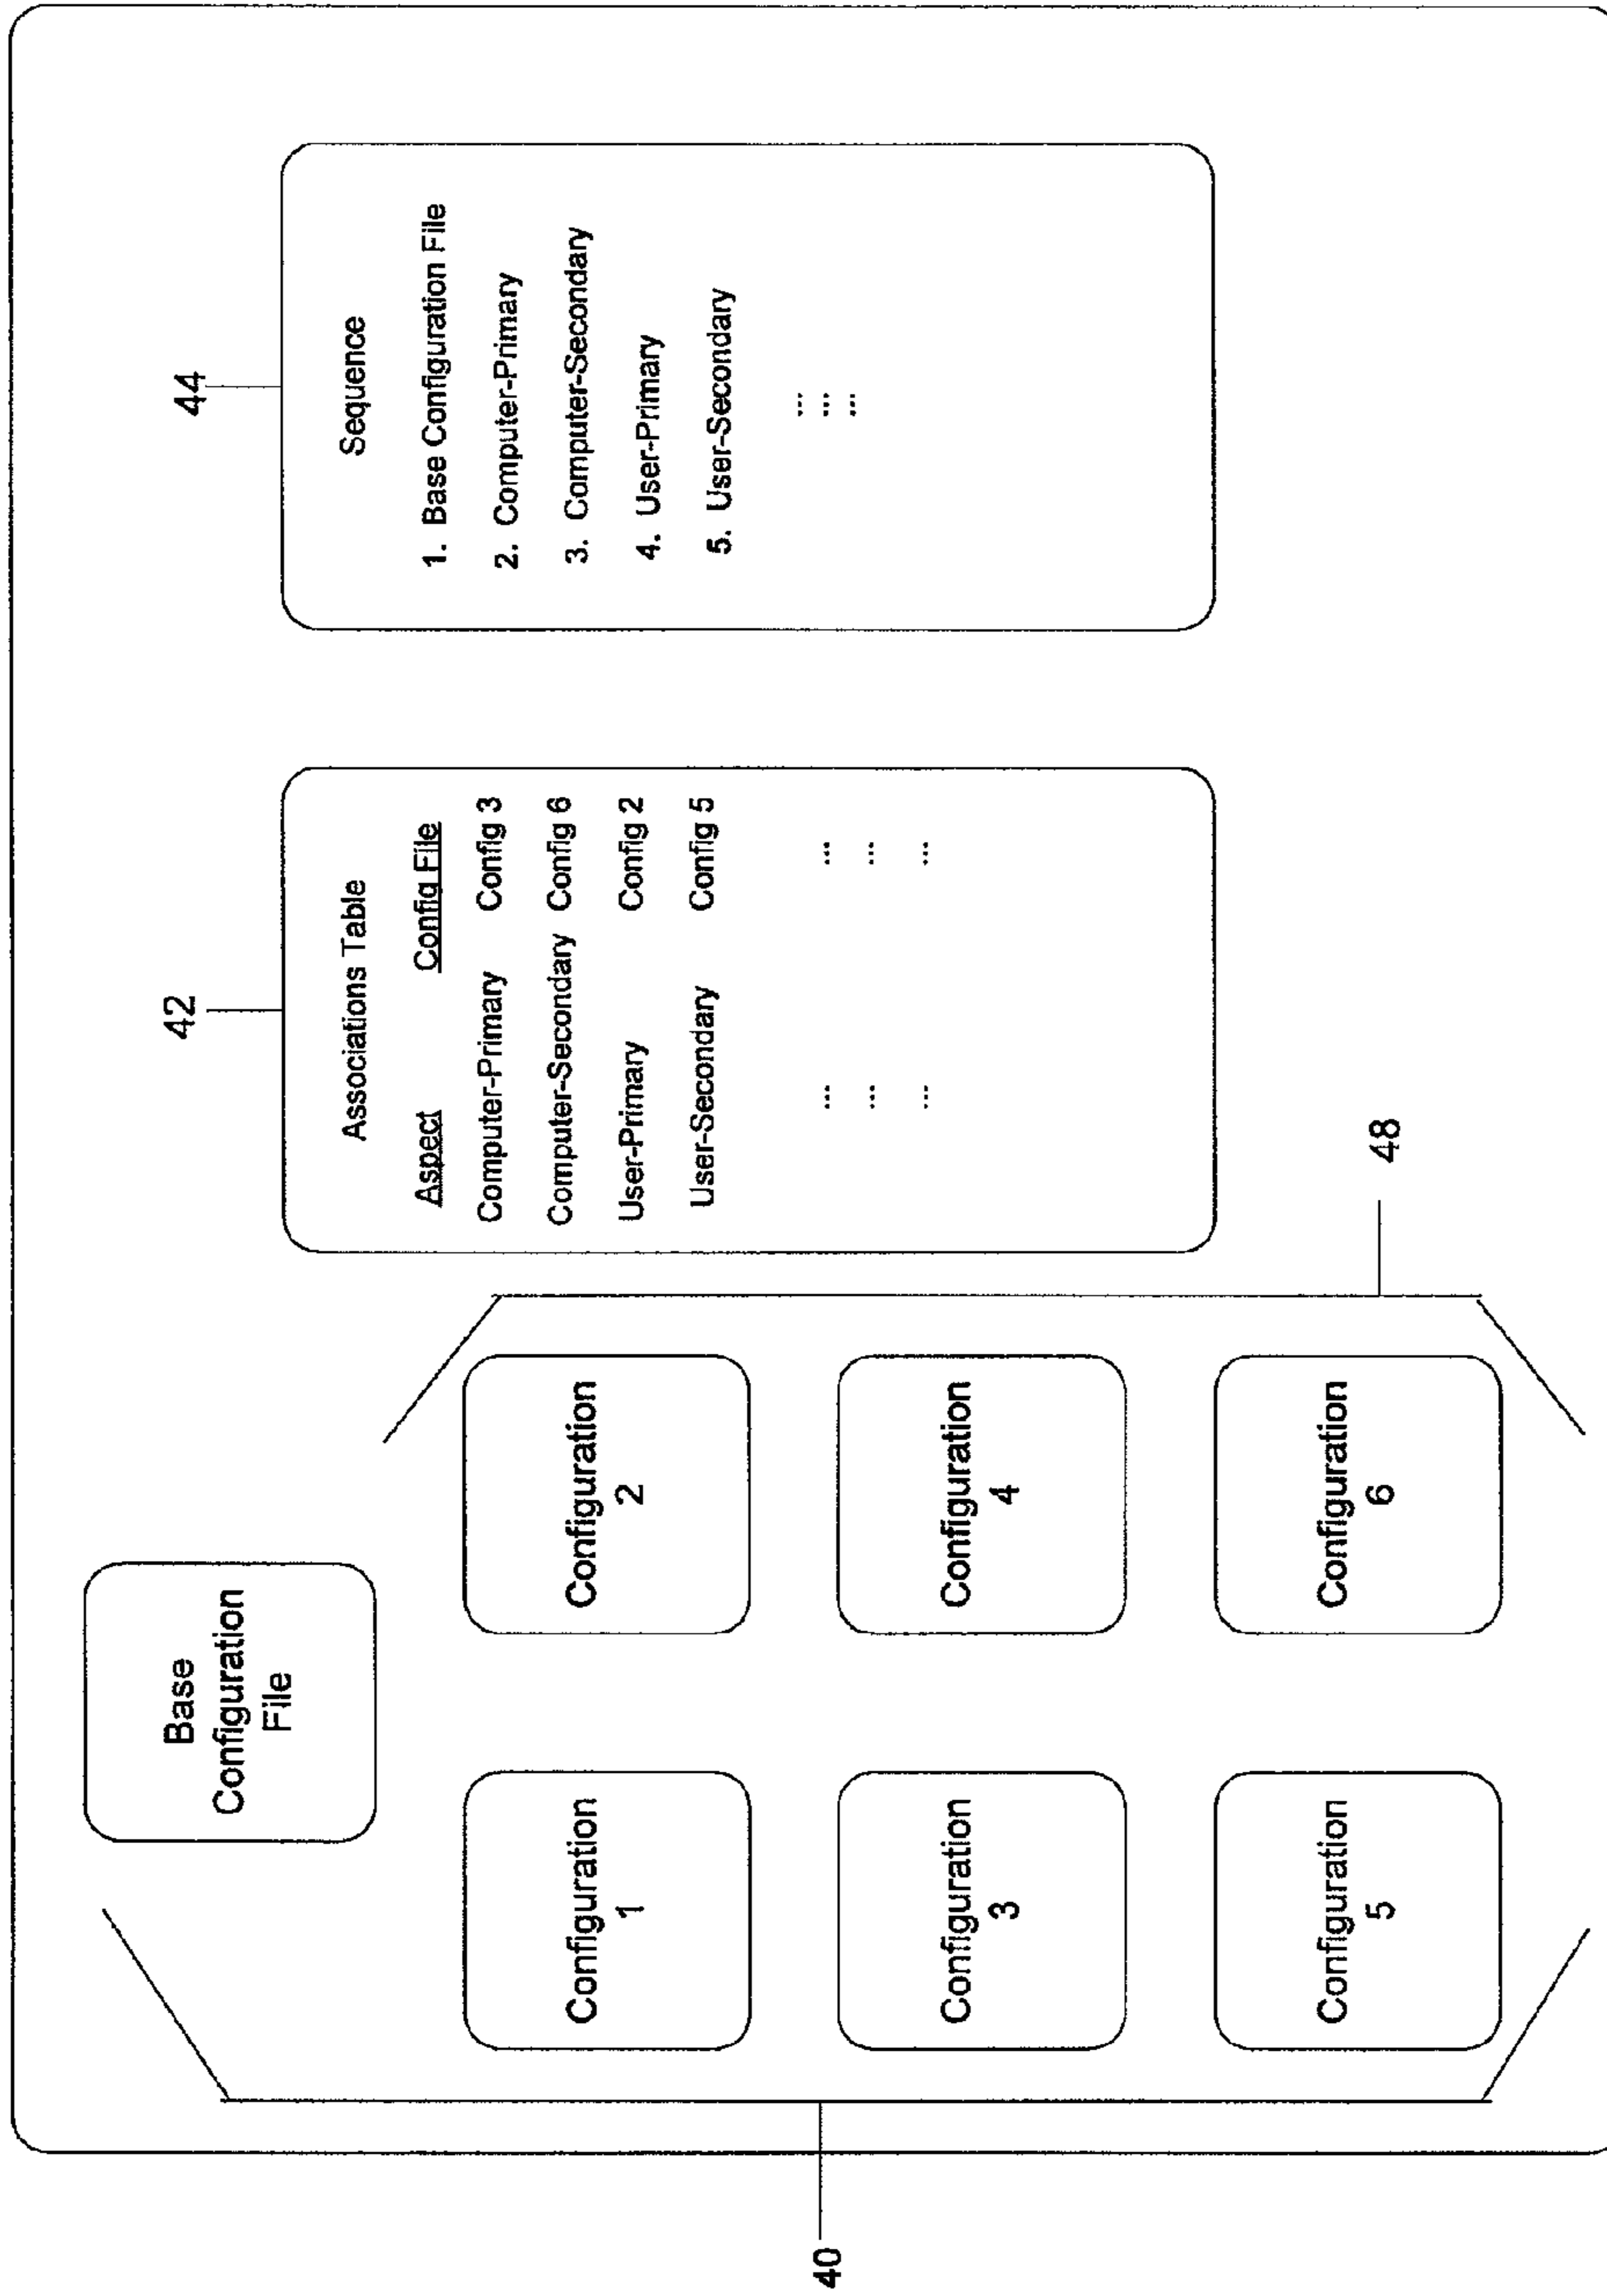 40
Base
Configuration
File
Configuration
1
Configuration
2
Configuration
3
Configuration
4
Configuration
5
Configuration
6
48
42
Associations Table
Aspect Config File
Computer-Primary Config 3
Computer-Secondary Config 6
User-Primary Config 2
User-Secondary Config 5
... ...
... ...
... ...
44
Sequence
1. Base Configuration File
2. Computer-Primary
3. Computer-Secondary
4. User-Primary
5. User-Secondary
...
...
...